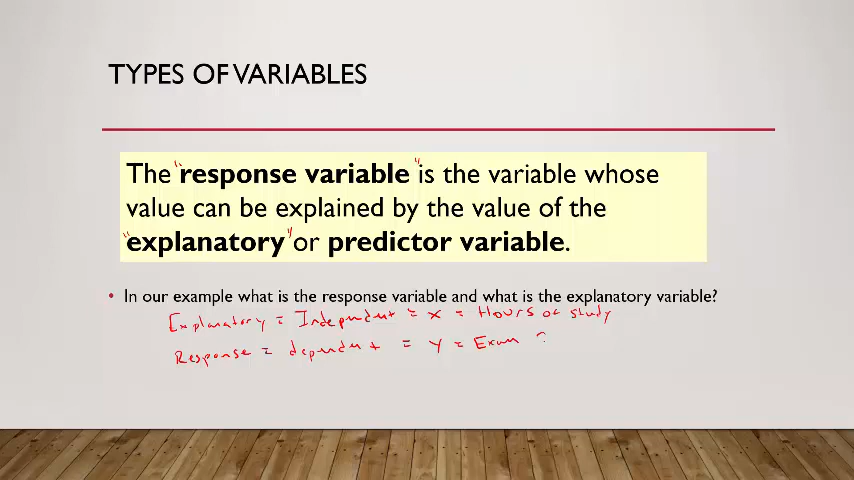 TYPES OF VARIABLES
The "response variable" is the variable whose
value can be explained by the value of the
"explanatory" or predictor variable.
• In our example what is the response variable and what is the explanatory variable?
Explanatory = Independent = x = Hours of study
Response = dependent = y = Exam